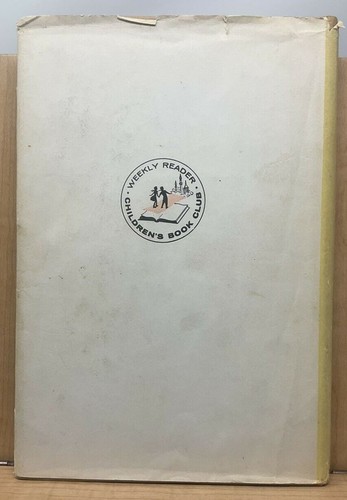 · WEEKLY READER ·
CHILDREN'S BOOK CLUB